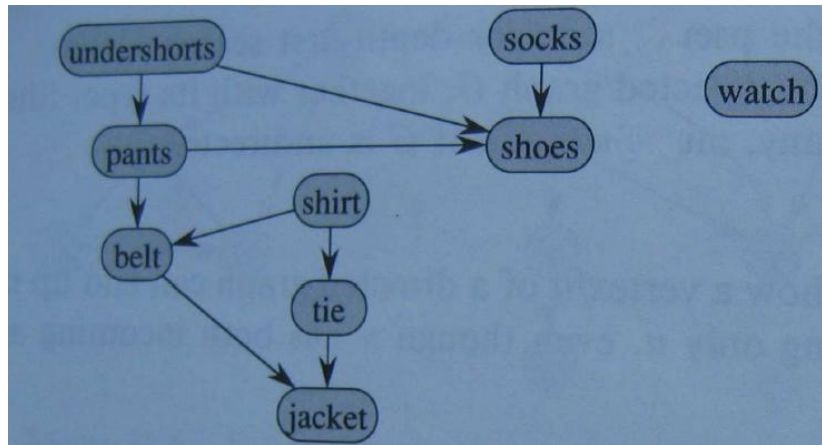 undershorts
socks
watch
pants
shoes
shirt
belt
tie
jacket